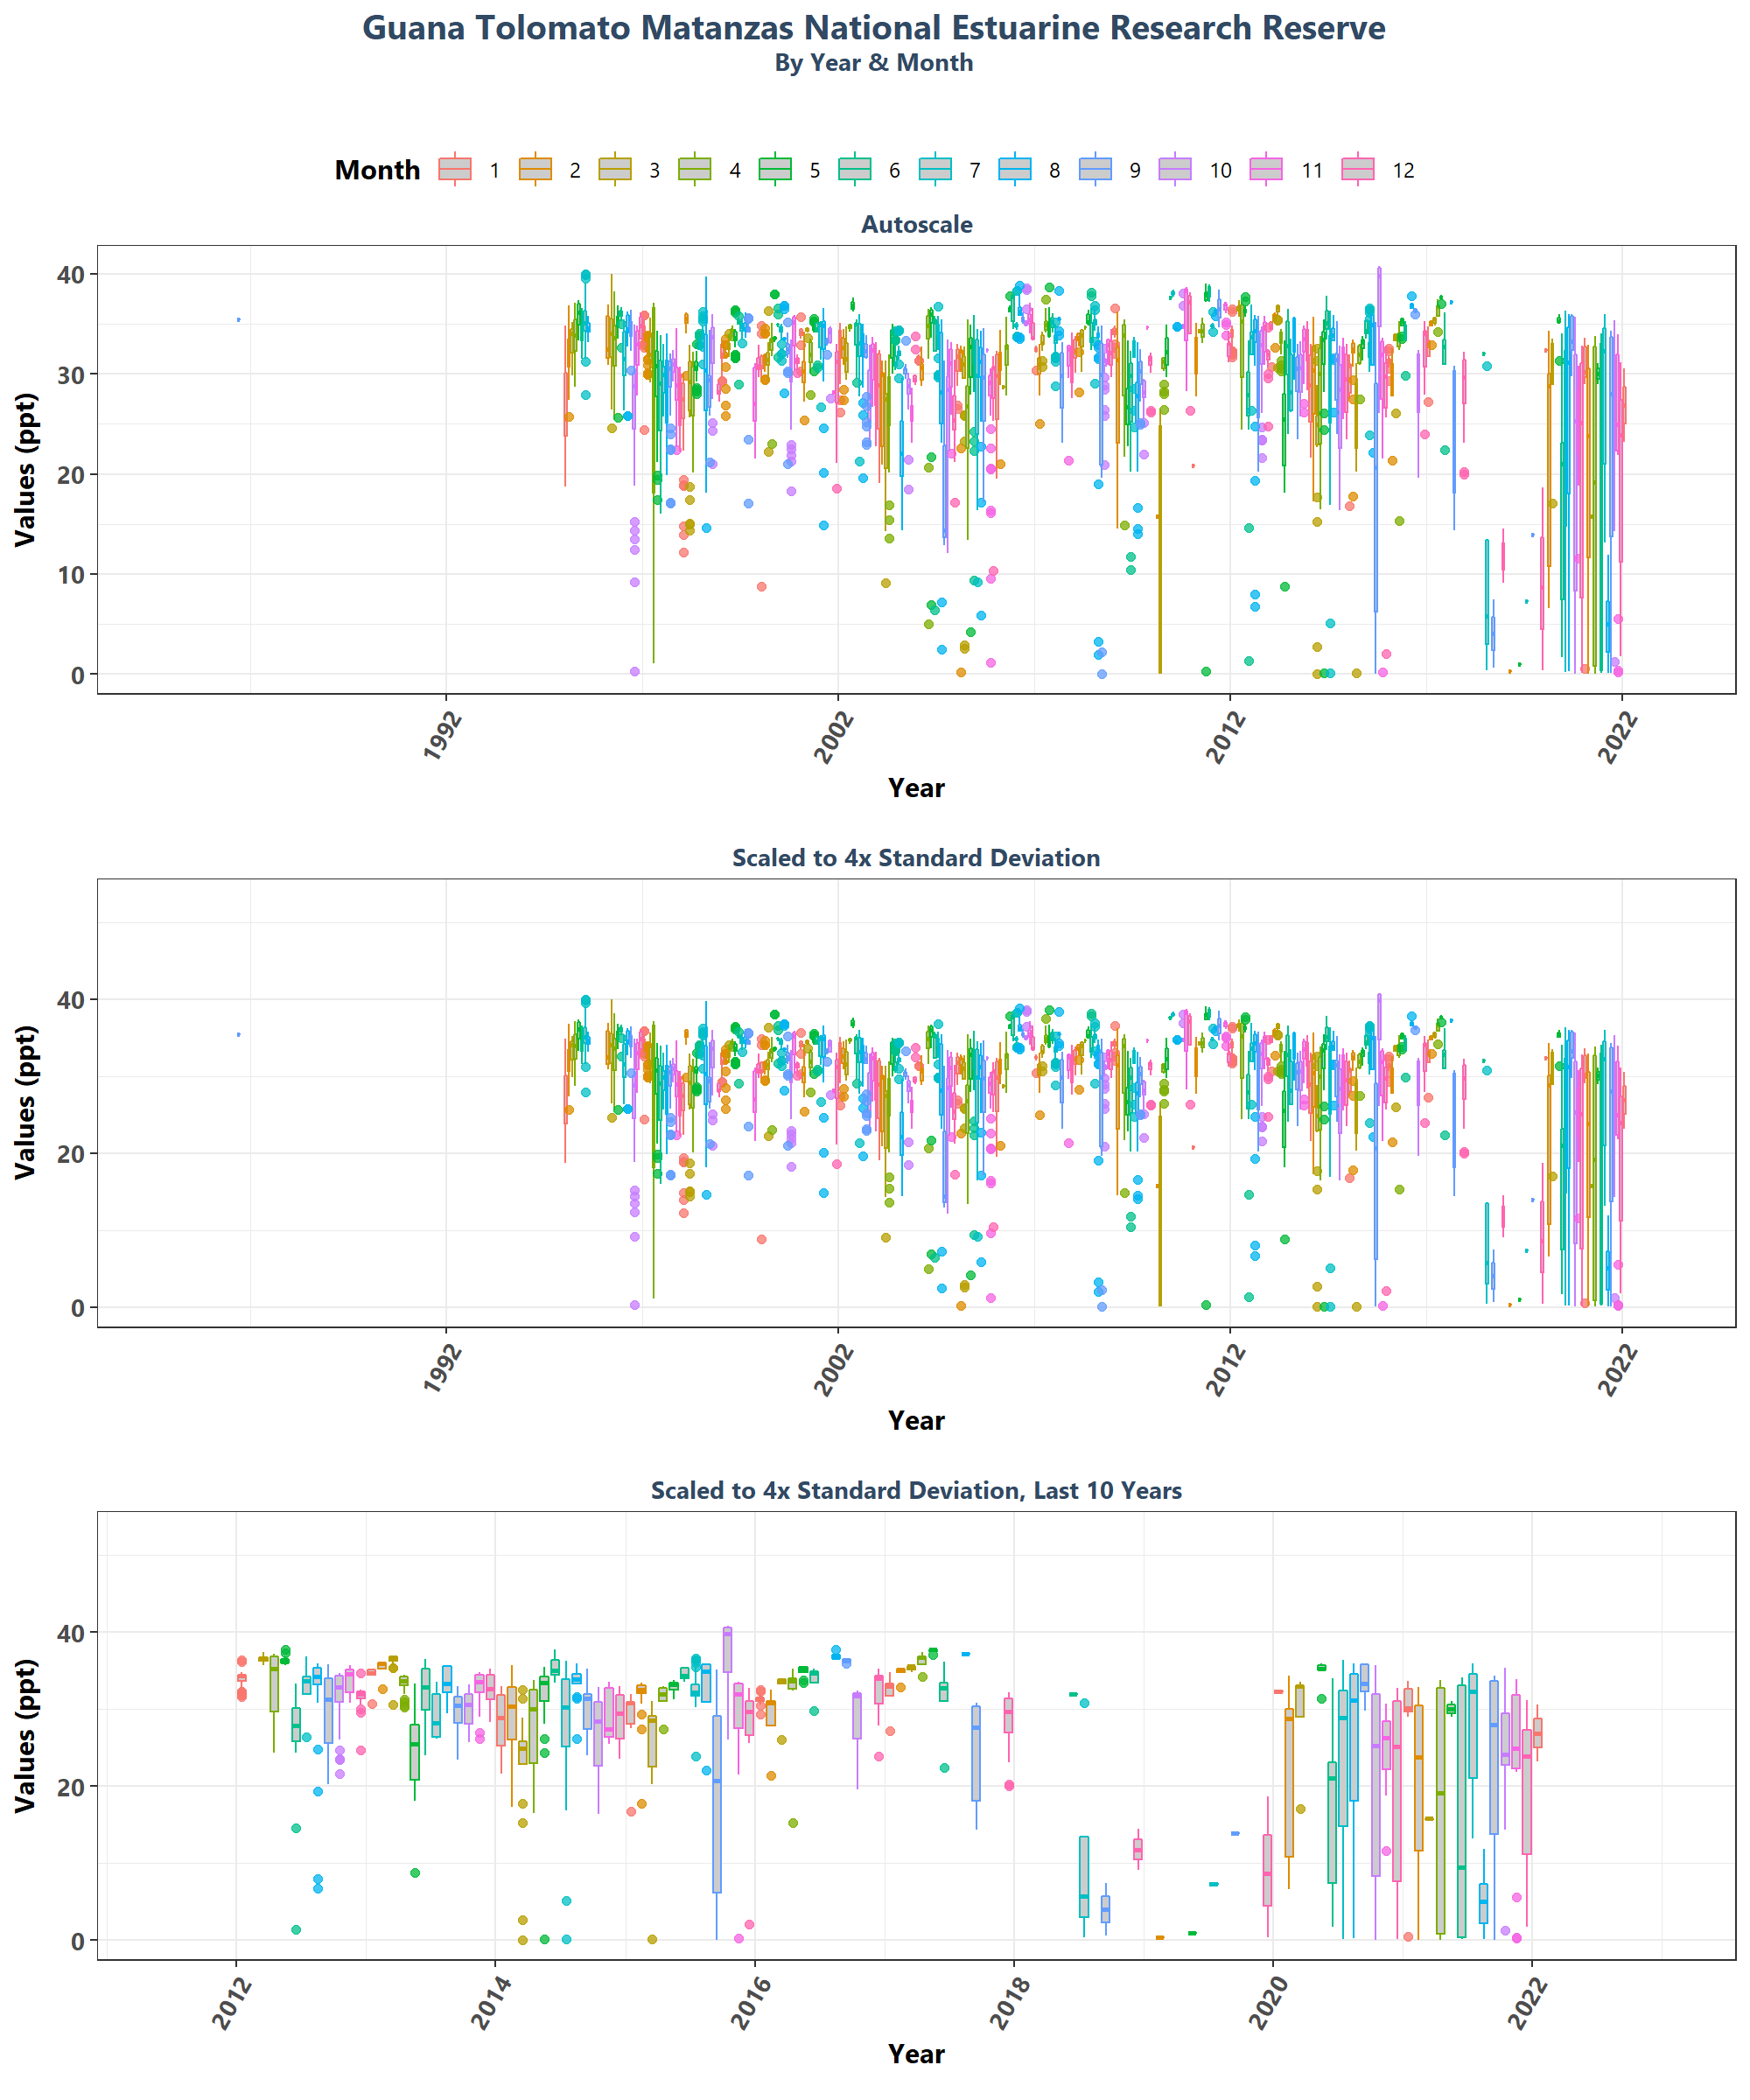 Guana Tolomato Matanzas National Estuarine Research Reserve
By Year & Month
Month 1 2 3 4 5 6 7 8 9 10 11 12
Autoscale
Values (ppt)
40
30
20
10
0
1992 2002 2012 2022
Year
Scaled to 4x Standard Deviation
Values (ppt)
40
20
0
1992 2002 2012 2022
Year
Scaled to 4x Standard Deviation, Last 10 Years
Values (ppt)
40
20
0
2012 2014 2016 2018 2020 2022
Year